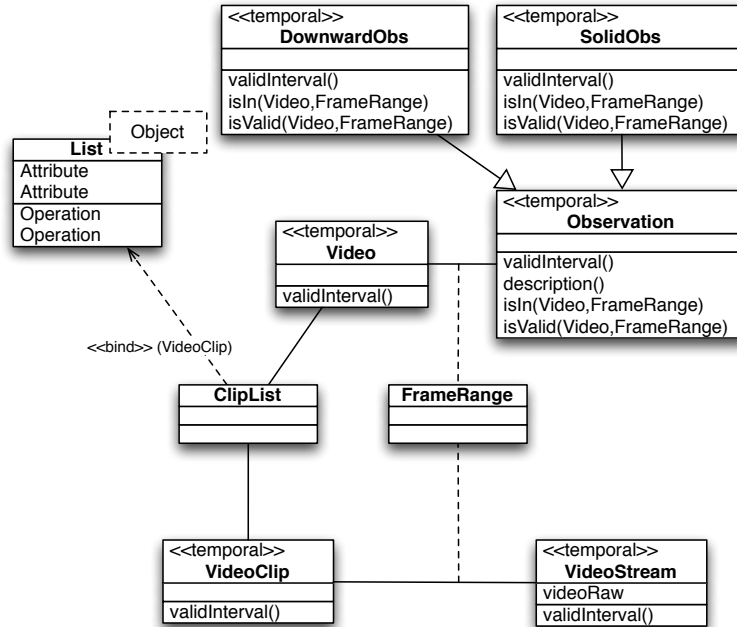 <<temporal>>
DownwardObs
validInterval()
isIn(Video,FrameRange)
isValid(Video,FrameRange)
<<temporal>>
SolidObs
validInterval()
isIn(Video,FrameRange)
isValid(Video,FrameRange)
Object
List
Attribute
Attribute
Operation
Operation
<<temporal>>
Observation
validInterval()
description()
isIn(Video,FrameRange)
isValid(Video,FrameRange)
<<temporal>>
Video
validInterval()
<<bind>> (VideoClip)
ClipList
FrameRange
<<temporal>>
VideoClip
validInterval()
<<temporal>>
VideoStream
videoRaw
validInterval()